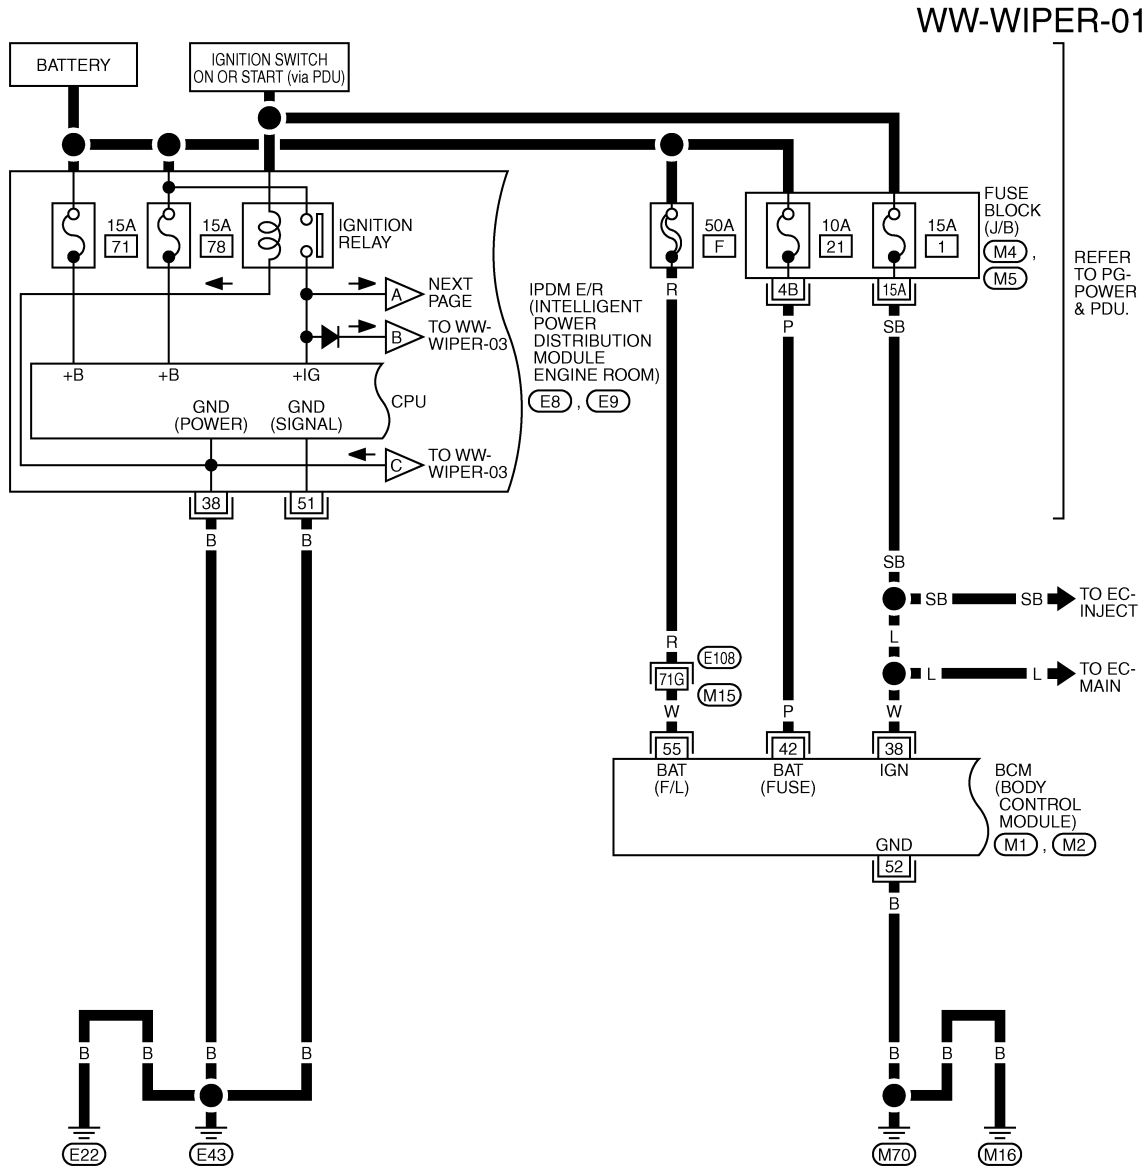 WW-WIPER-01
BATTERY
IGNITION SWITCH
ON OR START (via PDU)
15A
71
15A
78
IGNITION
RELAY
50A
F
10A
21
15A
1
FUSE
BLOCK
(J/B)
M4 ,
M5
REFER
TO PG-
POWER
& PDU.
A
NEXT
PAGE
B
TO WW-
WIPER-03
IPDM E/R
(INTELLIGENT
POWER
DISTRIBUTION
MODULE
ENGINE ROOM)
E8 , E9
R
4B
15A
P
SB
+B
+B
+IG
CPU
GND
(POWER)
GND
(SIGNAL)
C
TO WW-
WIPER-03
38
51
B
B
SB
SB
SB
TO EC-
INJECT
L
R
E108
71G
M15
L
L
TO EC-
MAIN
W
P
W
55
42
38
BAT
(F/L)
BAT
(FUSE)
IGN
BCM
(BODY
CONTROL
MODULE)
M1 , M2
GND
52
B
B
B
B
B
B
B
B
E22
E43
M70
M16